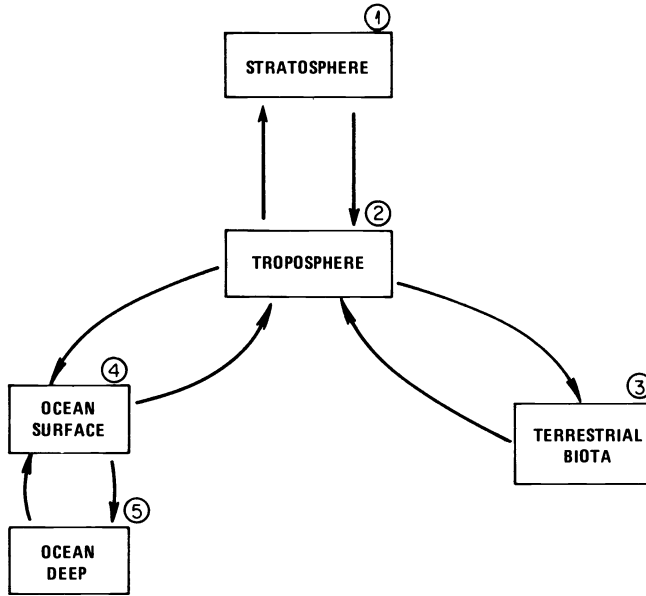 ①
STRATOSPHERE
②
TROPOSPHERE
④
OCEAN
SURFACE
③
TERRESTRIAL
BIOTA
⑤
OCEAN
DEEP